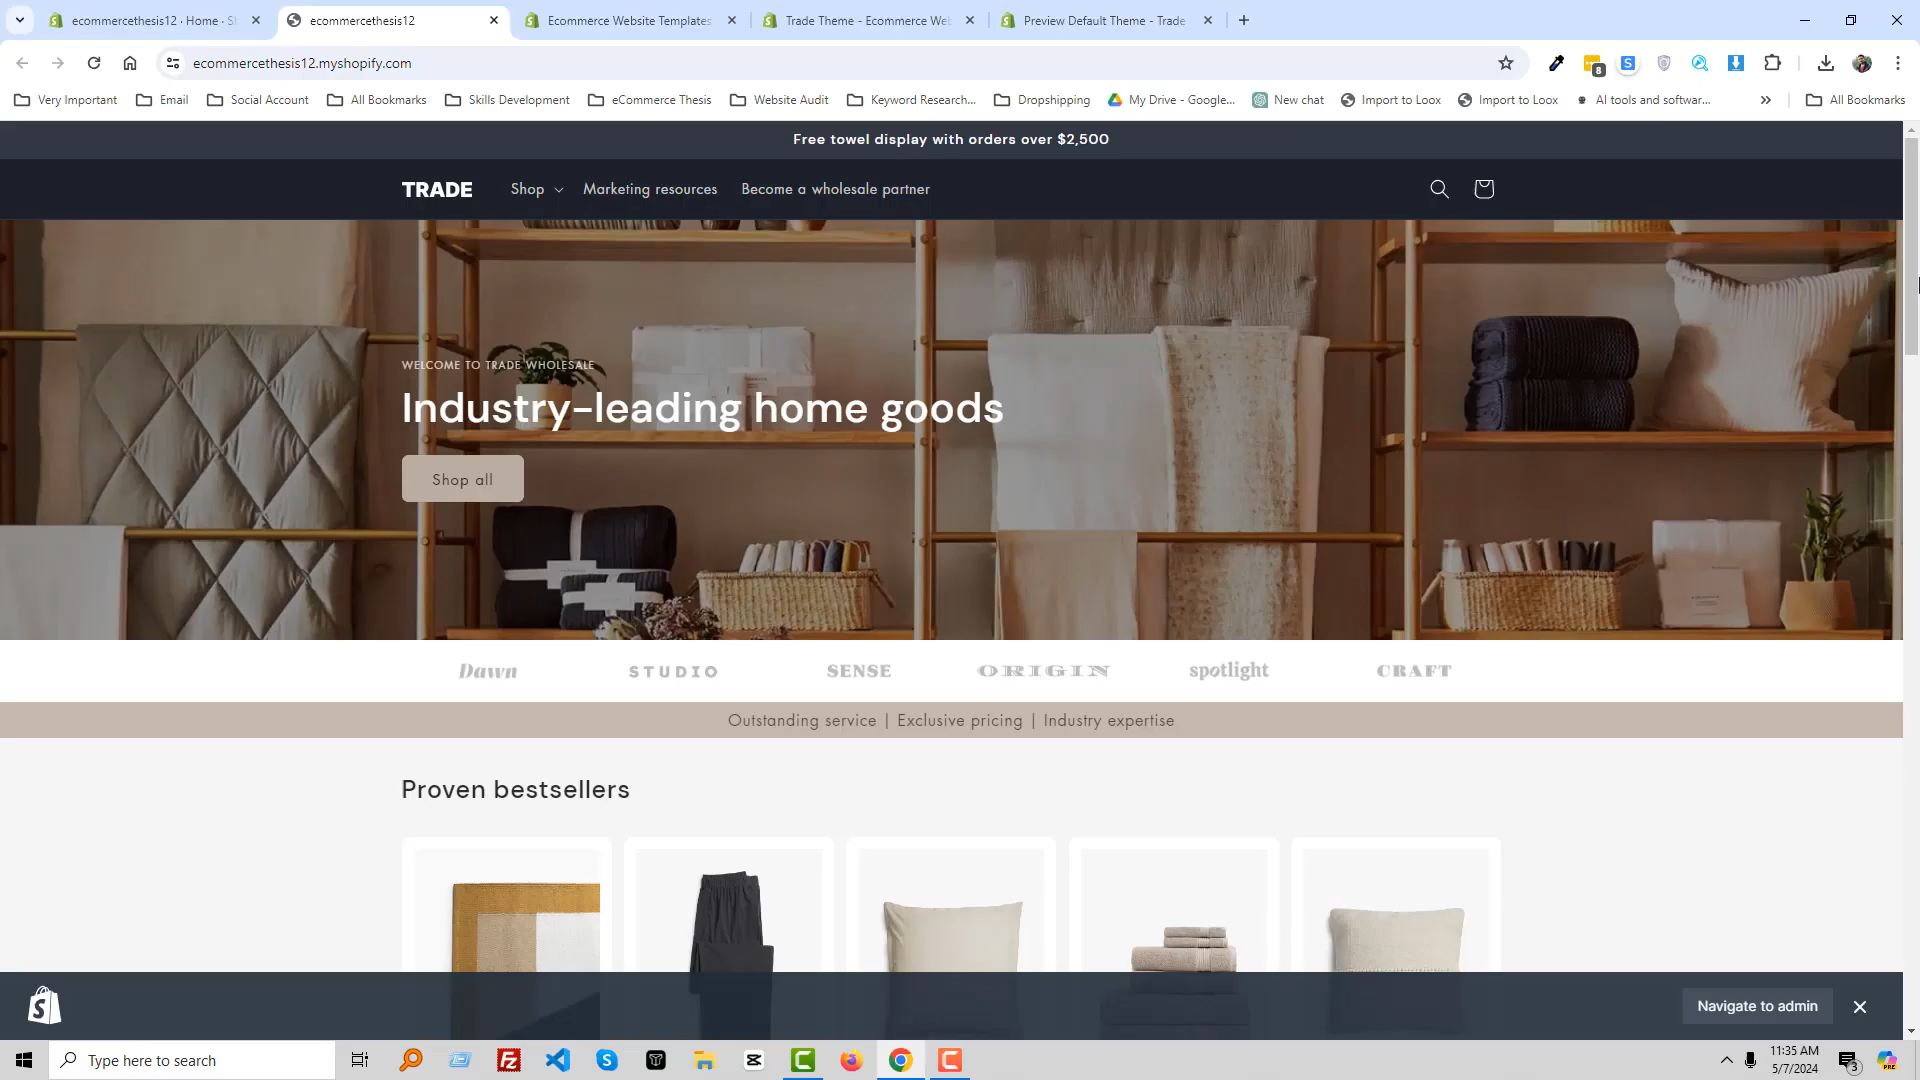 ecommercethesis12 · Home · Sh
ecommercethesis12
Ecommerce Website Templates
Trade Theme - Ecommerce Web
Preview Default Theme - Trade
ecommercethesis12.myshopify.com
8
Very Important
Email
Social Account
All Bookmarks
Skills Development
eCommerce Thesis
Website Audit
Keyword Research...
Dropshipping
My Drive - Google...
New chat
Import to Loox
Import to Loox
AI tools and softwar...
All Bookmarks
Free towel display with orders over $2,500
TRADE
Shop
Marketing resources
Become a wholesale partner
WELCOME TO TRADE WHOLESALE
Industry-leading home goods
Shop all
Dawn
STUDIO
SENSE
ORIGIN
spotlight
CRAFT
Outstanding service | Exclusive pricing | Industry expertise
Proven bestsellers
Navigate to admin
Type here to search
11:35 AM
5/7/2024
3